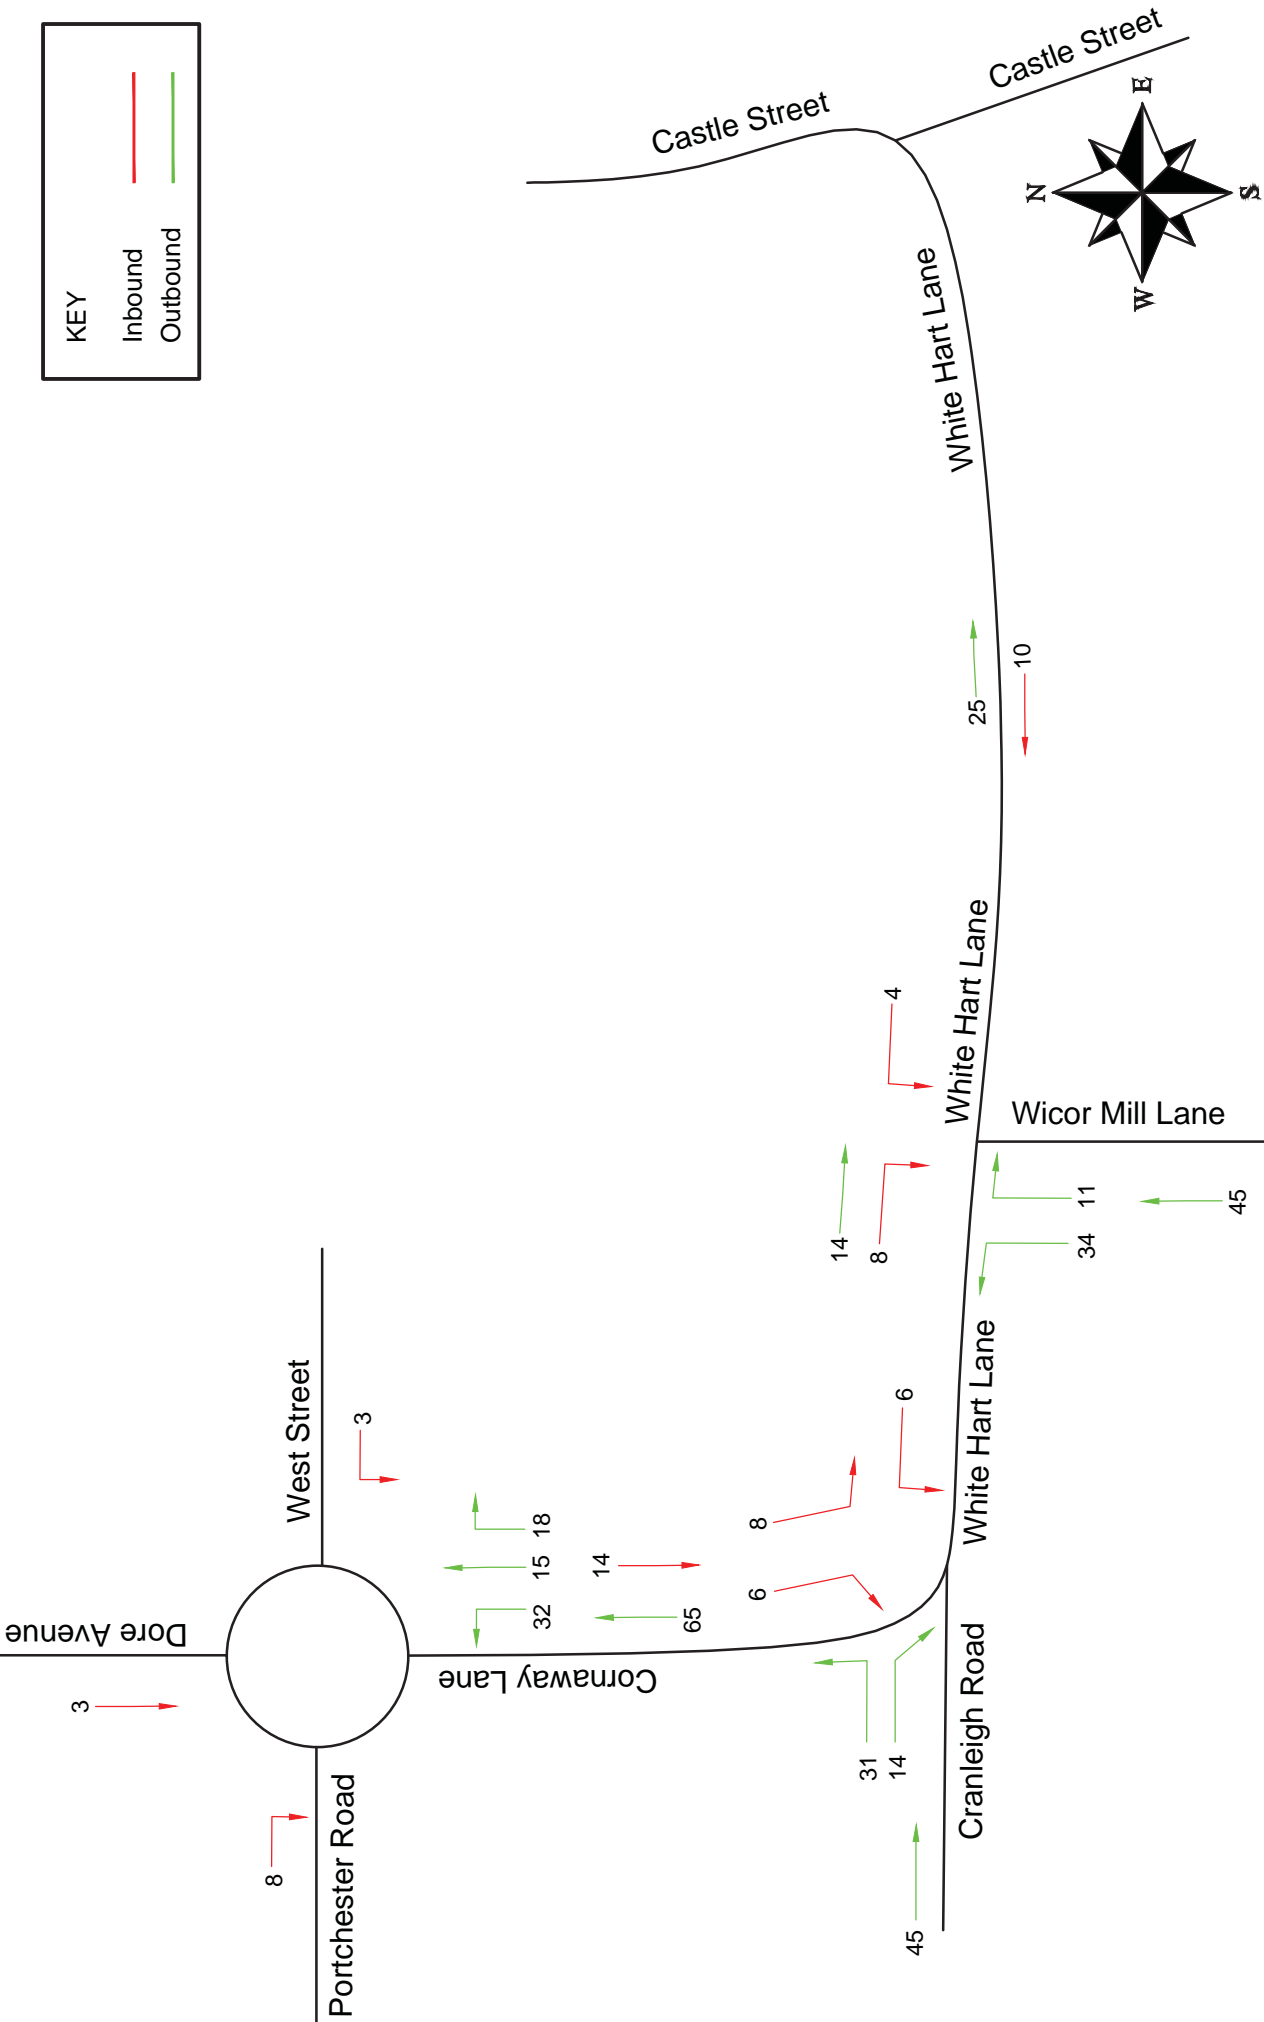 KEY
Inbound
Outbound
Castle Street
Castle Street
N
E
S
W
White Hart Lane
25
10
4
White Hart Lane
Wicor Mill Lane
14
8
11
45
34
West Street
3
6
White Hart Lane
18
15
14
8
32
65
6
Dore Avenue
3
Cornaway Lane
31
14
Cranleigh Road
8
Portchester Road
45